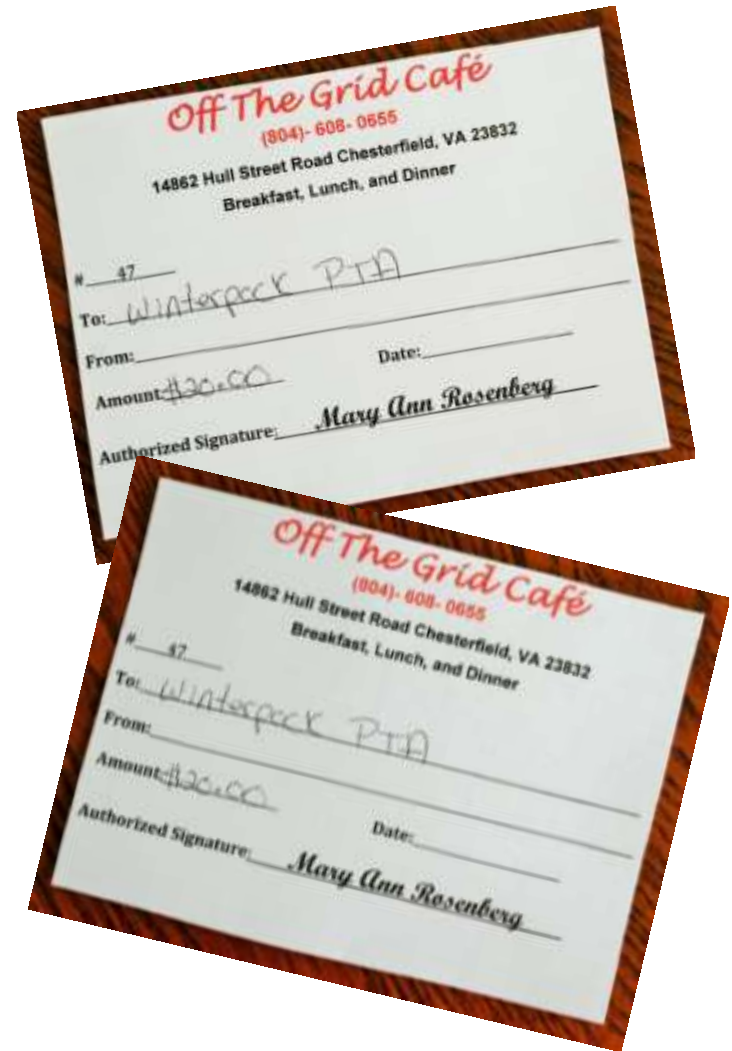 Off The Grid Café
(804)- 608- 0655
14862 Hull Street Road Chesterfield, VA 23832
Breakfast, Lunch, and Dinner
# 47
To: Winterpock PTA
From:
Amount: $20.00 Date:
Authorized Signature: Mary Ann Rosenberg
Off The Grid Café
(804)- 608- 0655
14862 Hull Street Road Chesterfield, VA 23832
Breakfast, Lunch, and Dinner
# 47
To: Winterpock PTA
From:
Amount: $20.00
Date:
Authorized Signature: Mary Ann Rosenberg